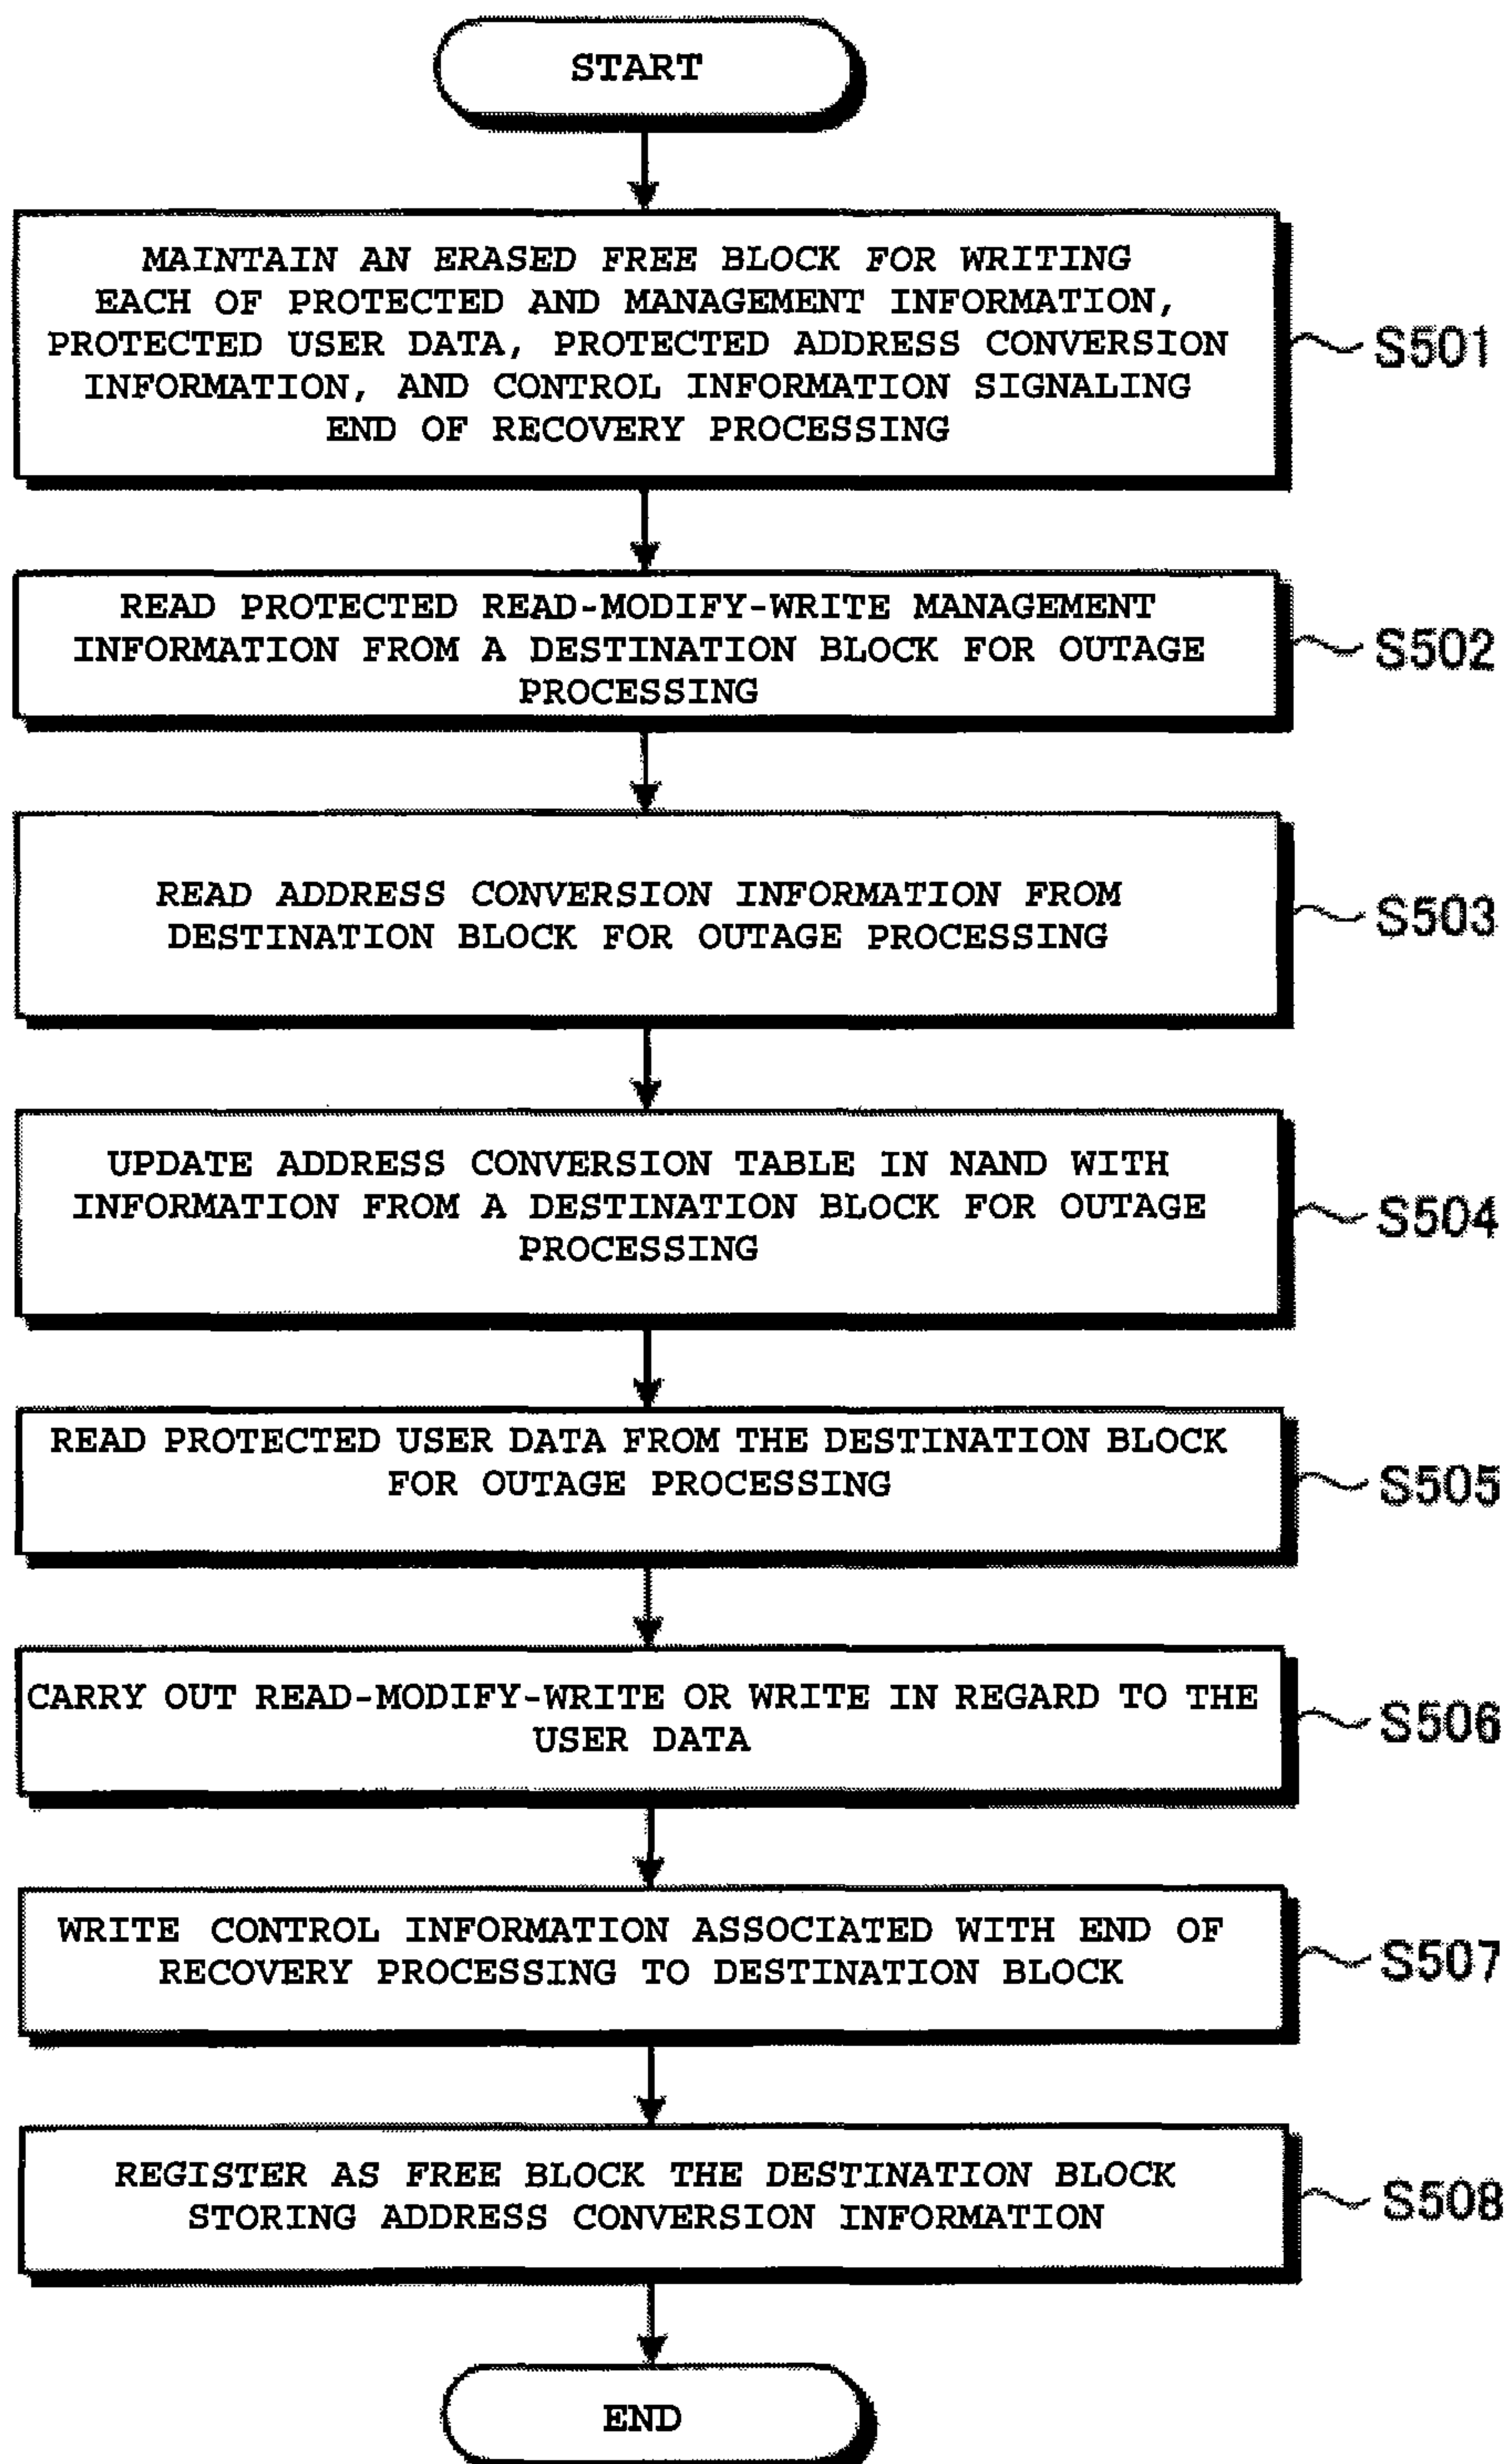 START
MAINTAIN AN ERASED FREE BLOCK FOR WRITING
EACH OF PROTECTED AND MANAGEMENT INFORMATION,
PROTECTED USER DATA, PROTECTED ADDRESS CONVERSION
INFORMATION, AND CONTROL INFORMATION SIGNALING
END OF RECOVERY PROCESSING
S501
READ PROTECTED READ-MODIFY-WRITE MANAGEMENT
INFORMATION FROM A DESTINATION BLOCK FOR OUTAGE
PROCESSING
S502
READ ADDRESS CONVERSION INFORMATION FROM
DESTINATION BLOCK FOR OUTAGE PROCESSING
S503
UPDATE ADDRESS CONVERSION TABLE IN NAND WITH
INFORMATION FROM A DESTINATION BLOCK FOR OUTAGE
PROCESSING
S504
READ PROTECTED USER DATA FROM THE DESTINATION BLOCK
FOR OUTAGE PROCESSING
S505
CARRY OUT READ-MODIFY-WRITE OR WRITE IN REGARD TO THE
USER DATA
S506
WRITE CONTROL INFORMATION ASSOCIATED WITH END OF
RECOVERY PROCESSING TO DESTINATION BLOCK
S507
REGISTER AS FREE BLOCK THE DESTINATION BLOCK
STORING ADDRESS CONVERSION INFORMATION
S508
END